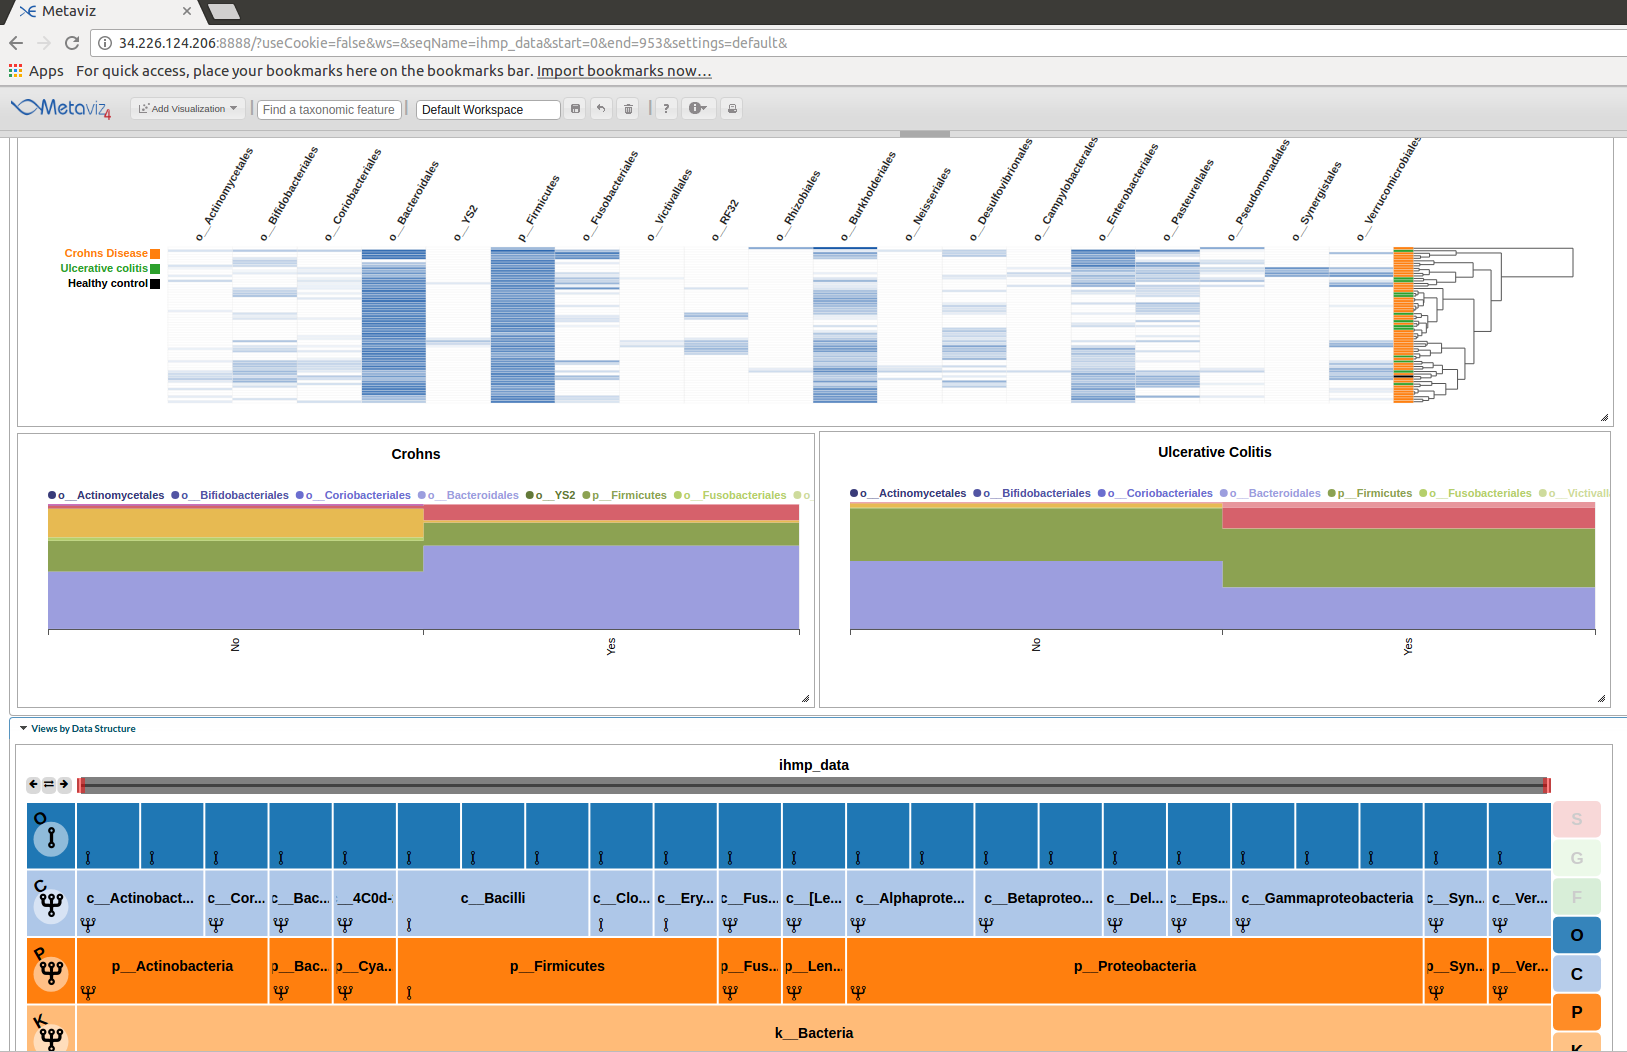 Metaviz
34.226.124.206:8888/?useCookie=false&ws=&seqName=ihmp_data&start=0&end=953&settings=default&
Apps For quick access, place your bookmarks here on the bookmarks bar. Import bookmarks now...
Metaviz 4 Add Visualization Find a taxonomic feature Default Workspace ?
o__Actinomycetales
o__Bifidobacteriales
o__Coriobacteriales
o__Bacteroidales
o__YS2
p__Firmicutes
o__Fusobacteriales
o__Victivallales
o__RF32
o__Rhizobiales
o__Burkholderiales
o__Neisseriales
o__Desulfovibrionales
o__Campylobacterales
o__Enterobacteriales
o__Pasteurellales
o__Pseudomonadales
o__Synergistales
o__Verrucomicrobiales
Crohns Disease
Ulcerative colitis
Healthy control
Crohns
o__Actinomycetales o__Bifidobacteriales o__Coriobacteriales o__Bacteroidales o__YS2 p__Firmicutes o__Fusobacteriales o_
No
Yes
Ulcerative Colitis
o__Actinomycetales o__Bifidobacteriales o__Coriobacteriales o__Bacteroidales p__Firmicutes o__Fusobacteriales o__Victivall
No
Yes
Views by Data Structure
ihmp_data
O
C c__Actinobact... c__Cor... c__Bac... __4C0d- c__Bacilli c__Clo... c__Ery... c__Fus... c__[Le... c__Alphaprote... c__Betaproteo... c__Del... c__Eps... c__Gammaproteobacteria c__Syn... c__Ver...
P p__Actinobacteria p__Bac... p__Cya... p__Firmicutes p__Fus... p__Len... p__Proteobacteria p__Syn... p__Ver...
K k__Bacteria
S
G
F
O
C
P
K